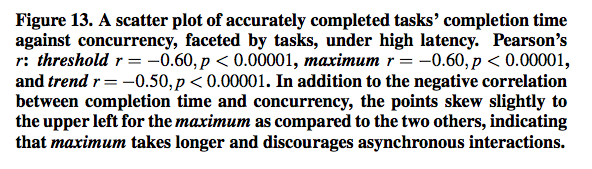 Figure 13. A scatter plot of accurately completed tasks' completion time
against concurrency, faceted by tasks, under high latency. Pearson's
r: threshold r = −0.60, p < 0.00001, maximum r = −0.60, p < 0.00001,
and trend r = −0.50, p < 0.00001. In addition to the negative correlation
between completion time and concurrency, the points skew slightly to
the upper left for the maximum as compared to the two others, indicating
that maximum takes longer and discourages asynchronous interactions.